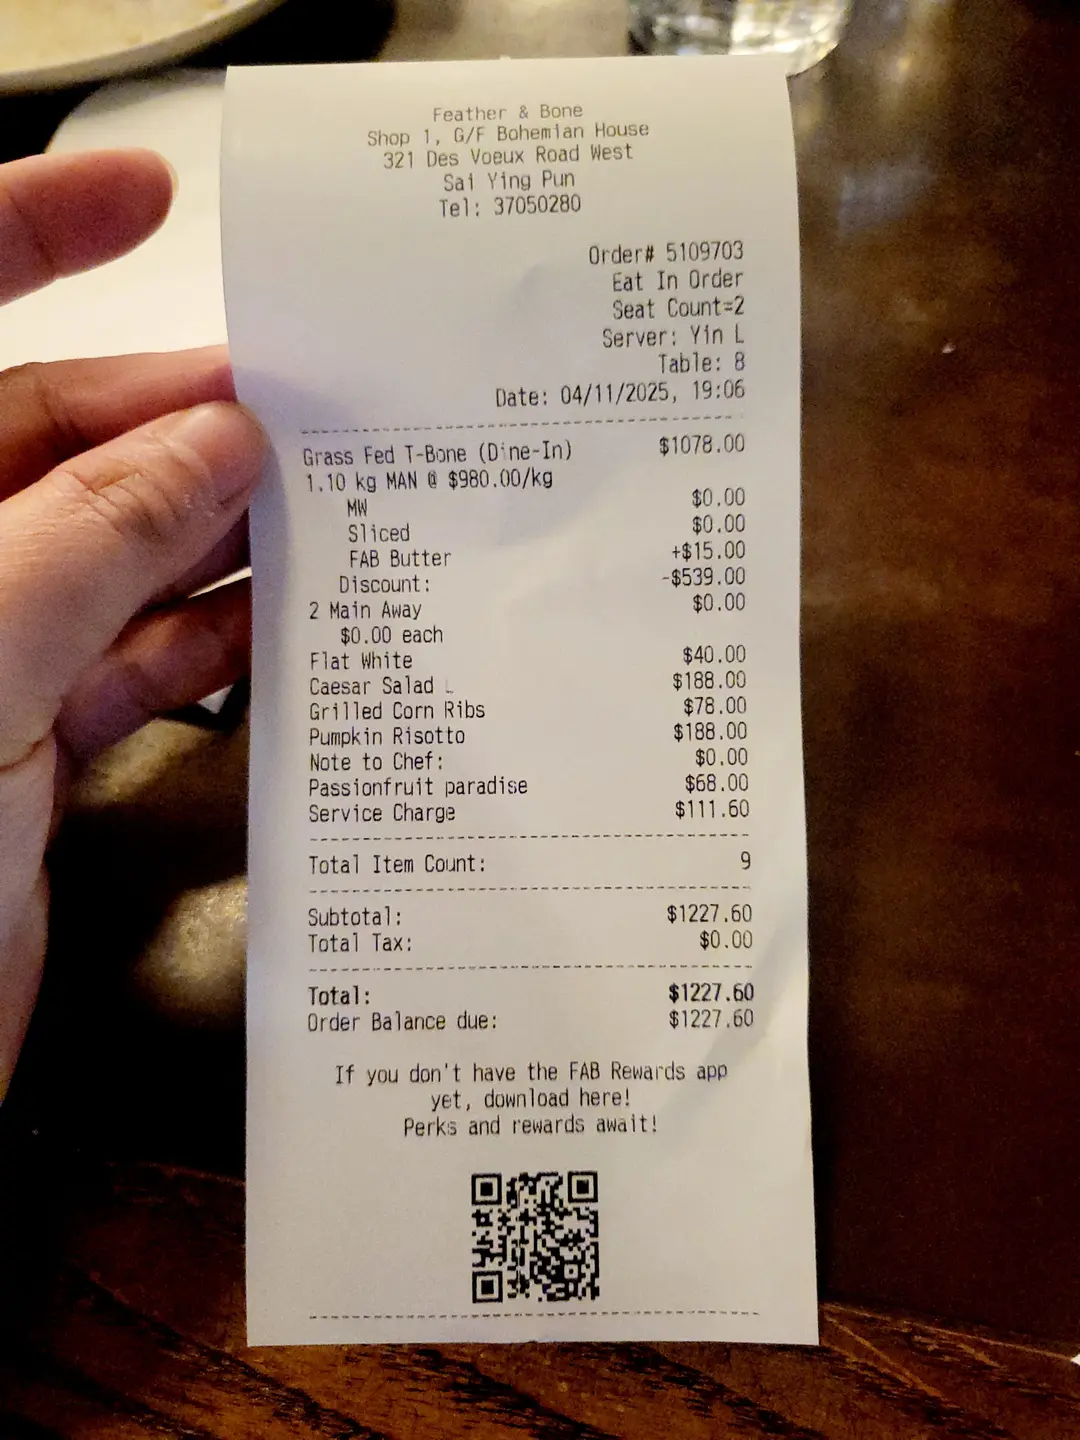 Feather & Bone
Shop 1, G/F Bohemian House
321 Des Voeux Road West
Sai Ying Pun
Tel: 37050280
Order# 5109703
Eat In Order
Seat Count=2
Server: Yin L
Table: 8
Date: 04/11/2025, 19:06
Grass Fed T-Bone (Dine-In) $1078.00
1.10 kg MAN @ $980.00/kg
MW $0.00
Sliced $0.00
FAB Butter +$15.00
Discount: -$539.00
2 Main Away $0.00
$0.00 each
Flat White $40.00
Caesar Salad L $188.00
Grilled Corn Ribs $78.00
Pumpkin Risotto $188.00
Note to Chef: $0.00
Passionfruit paradise $68.00
Service Charge $111.60
Total Item Count: 9
Subtotal: $1227.60
Total Tax: $0.00
Total: $1227.60
Order Balance due: $1227.60
If you don't have the FAB Rewards app
yet, download here!
Perks and rewards await!